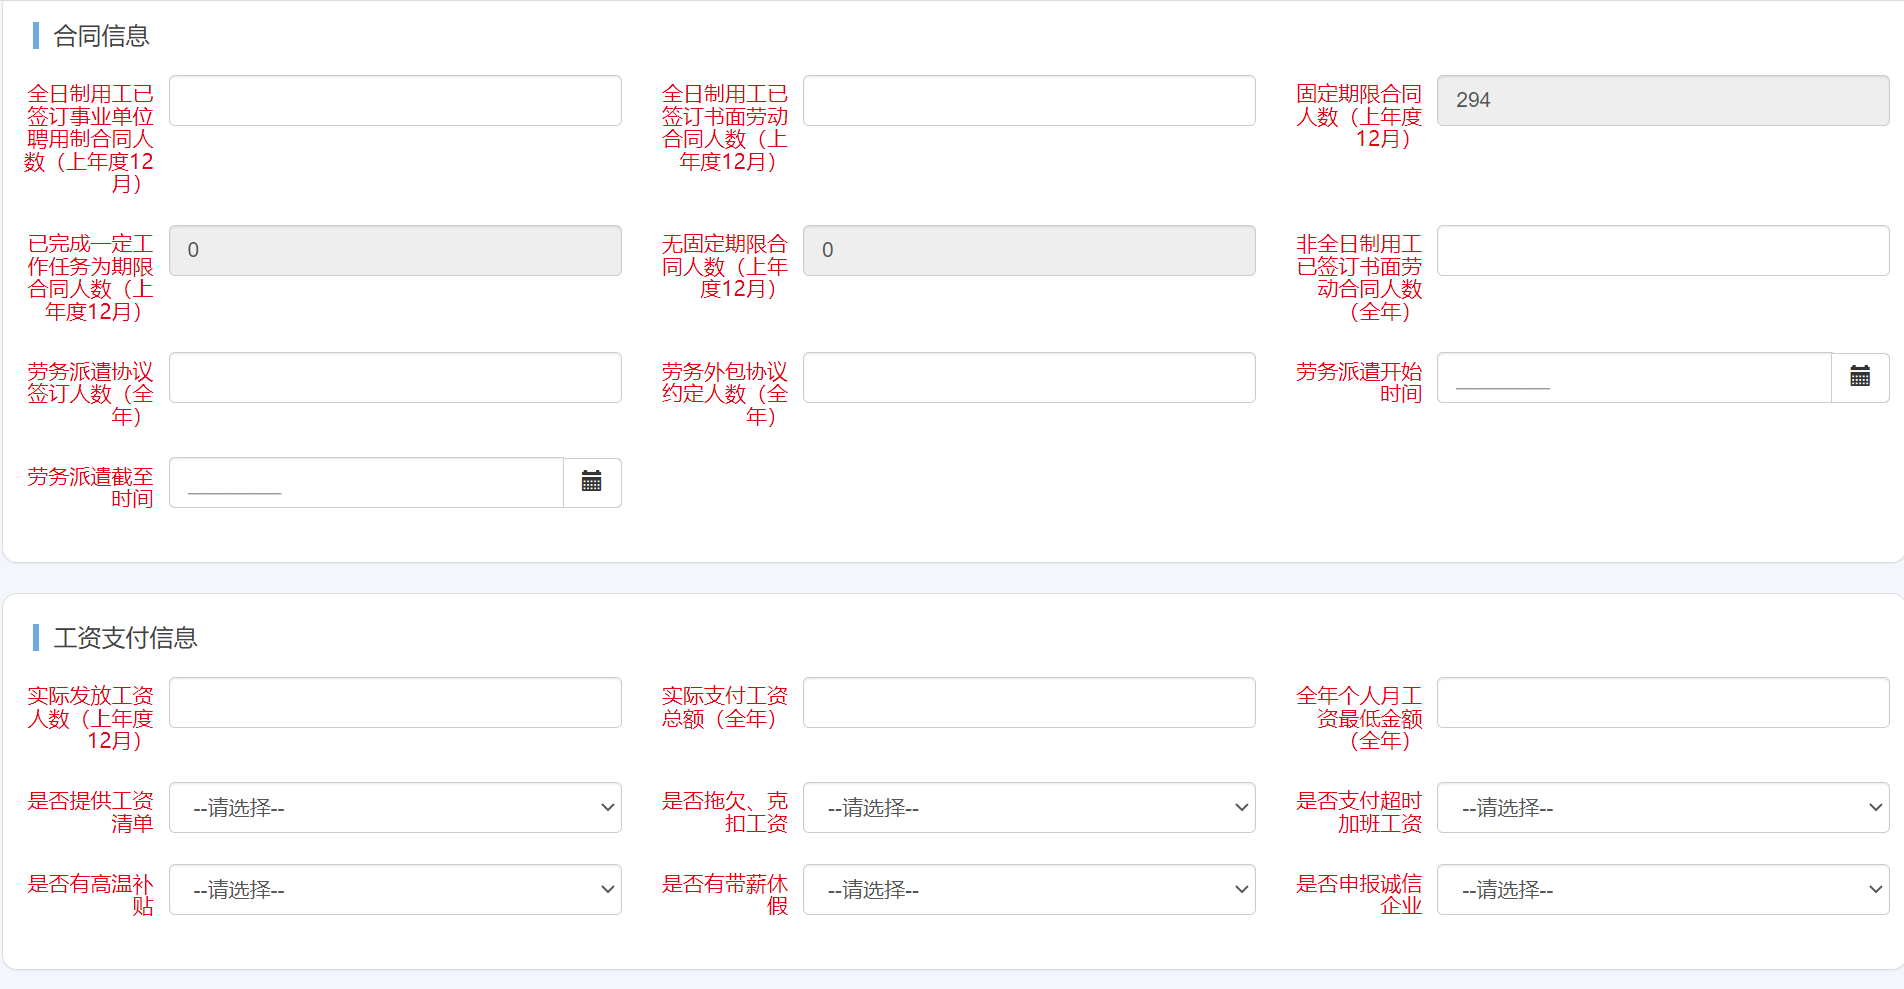 合同信息
全日制用工已
签订事业单位
聘用制合同人
数（上年度12
月）
全日制用工已
签订书面劳动
合同人数（上
年度12月）
固定期限合同
人数（上年度
12月）
294
已完成一定工
作任务为期限
合同人数（上
年度12月）
0
无固定期限合
同人数（上年
度12月）
0
非全日制用工
已签订书面劳
动合同人数
（全年）
劳务派遣协议
签订人数（全
年）
劳务外包协议
约定人数（全
年）
劳务派遣开始
时间
劳务派遣截至
时间
工资支付信息
实际发放工资
人数（上年度
12月）
实际支付工资
总额（全年）
全年个人月工
资最低金额
（全年）
是否提供工资
清单
--请选择--
是否拖欠、克
扣工资
--请选择--
是否支付超时
加班工资
--请选择--
是否有高温补
贴
--请选择--
是否有带薪休
假
--请选择--
是否申报诚信
企业
--请选择--